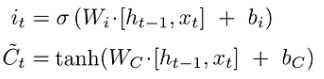 i_t = σ (W_i·[h_{t−1}, x_t] + b_i)
C̃_t = tanh(W_C·[h_{t−1}, x_t] + b_C)